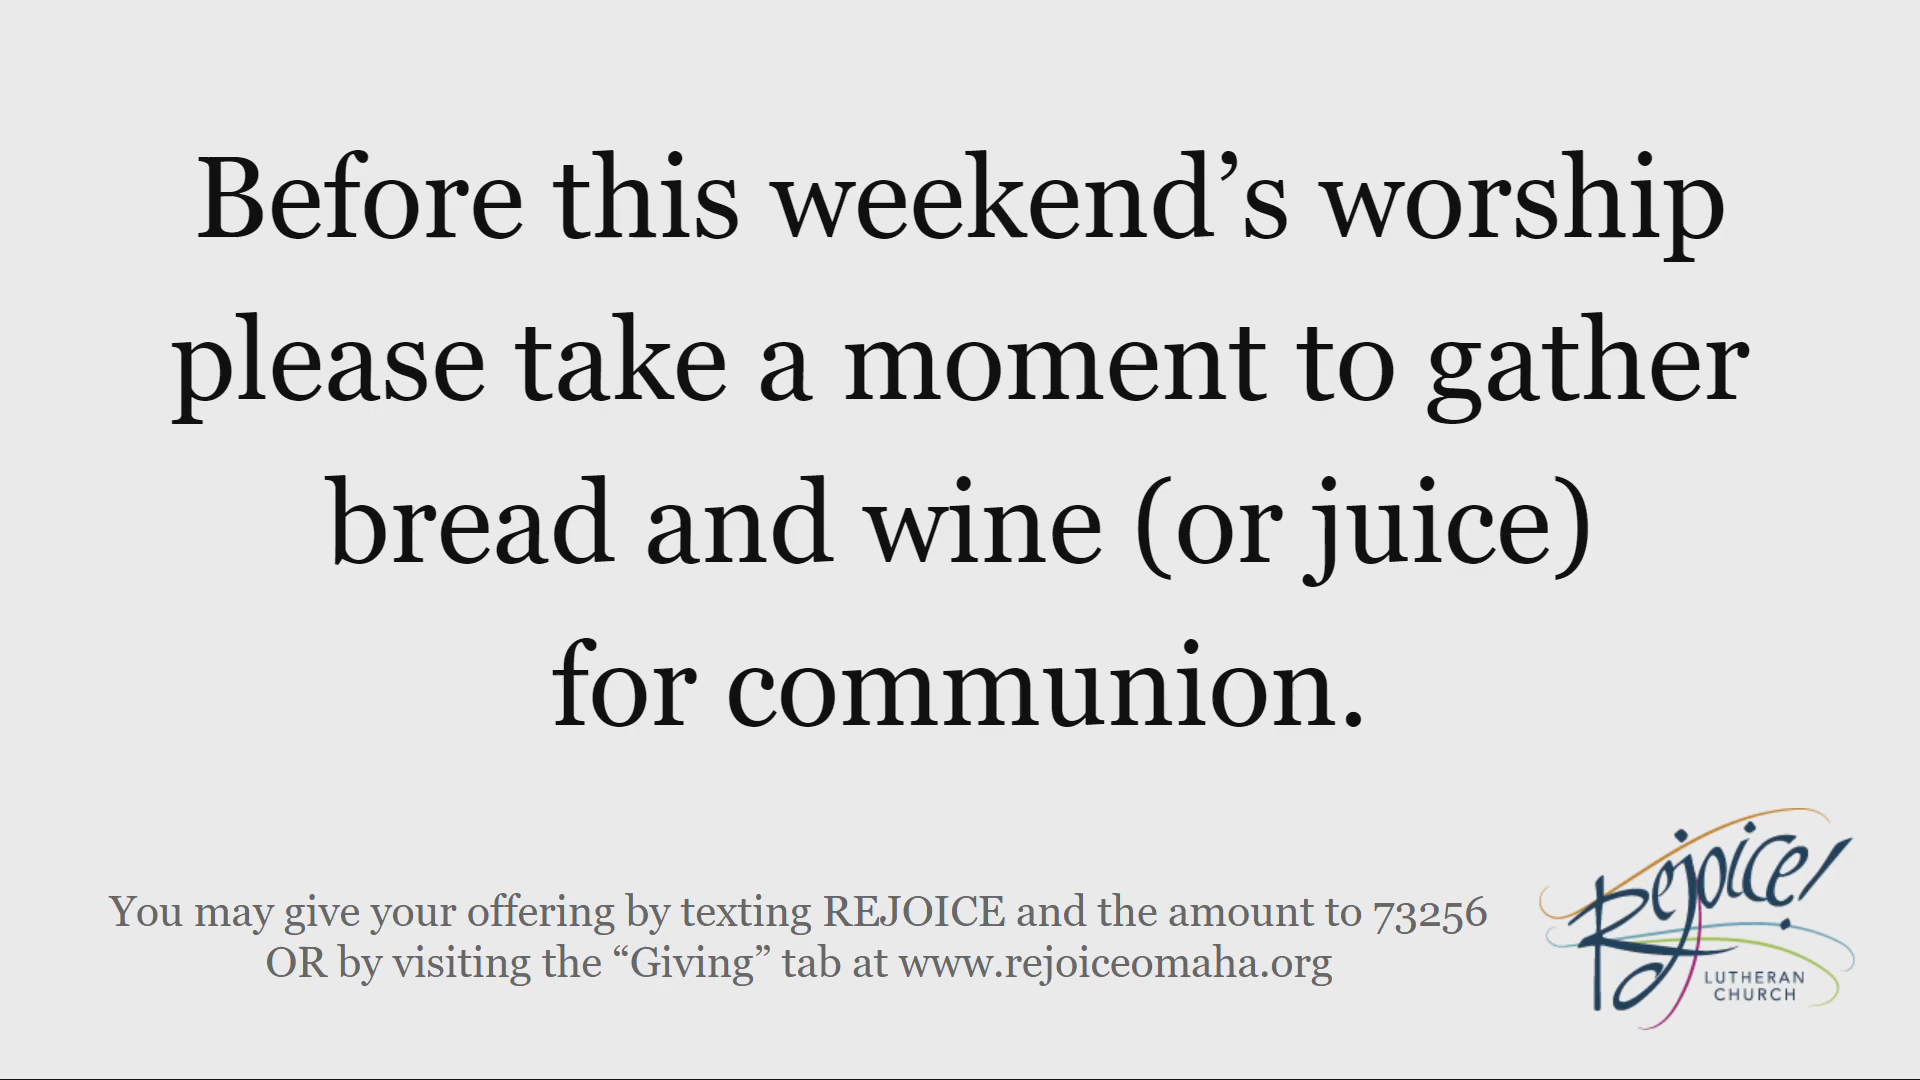 Before this weekend’s worship
please take a moment to gather
bread and wine (or juice)
for communion.
You may give your offering by texting REJOICE and the amount to 73256
OR by visiting the “Giving” tab at www.rejoiceomaha.org
Rejoice!
LUTHERAN
CHURCH